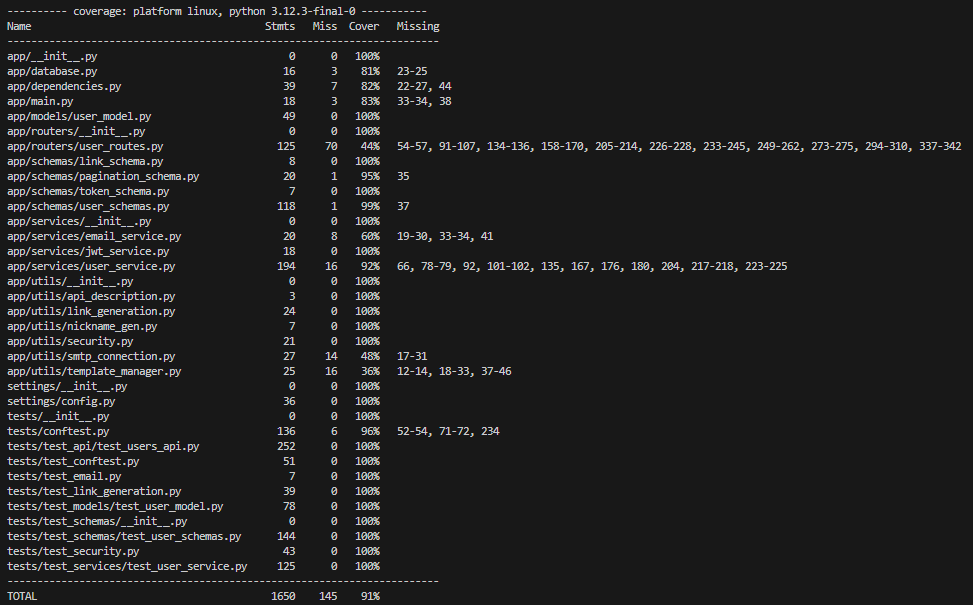 ---------- coverage: platform linux, python 3.12.3-final-0 -----------
Name                                       Stmts   Miss  Cover   Missing
------------------------------------------------------------------------
app/__init__.py                                0      0   100%
app/database.py                               16      3    81%   23-25
app/dependencies.py                           39      7    82%   22-27, 44
app/main.py                                   18      3    83%   33-34, 38
app/models/user_model.py                      49      0   100%
app/routers/__init__.py                        0      0   100%
app/routers/user_routes.py                   125     70    44%   54-57, 91-107, 134-136, 158-170, 205-214, 226-228, 233-245, 249-262, 273-275, 294-310, 337-342
app/schemas/link_schema.py                     8      0   100%
app/schemas/pagination_schema.py              20      1    95%   35
app/schemas/token_schema.py                    7      0   100%
app/schemas/user_schemas.py                  118      1    99%   37
app/services/__init__.py                       0      0   100%
app/services/email_service.py                 20      8    60%   19-30, 33-34, 41
app/services/jwt_service.py                   18      0   100%
app/services/user_service.py                 194     16    92%   66, 78-79, 92, 101-102, 135, 167, 176, 180, 204, 217-218, 223-225
app/utils/__init__.py                          0      0   100%
app/utils/api_description.py                   3      0   100%
app/utils/link_generation.py                  24      0   100%
app/utils/nickname_gen.py                      7      0   100%
app/utils/security.py                         21      0   100%
app/utils/smtp_connection.py                  27     14    48%   17-31
app/utils/template_manager.py                 25     16    36%   12-14, 18-33, 37-46
settings/__init__.py                           0      0   100%
settings/config.py                            36      0   100%
tests/__init__.py                              0      0   100%
tests/conftest.py                            136      6    96%   52-54, 71-72, 234
tests/test_api/test_users_api.py             252      0   100%
tests/test_conftest.py                        51      0   100%
tests/test_email.py                            7      0   100%
tests/test_link_generation.py                 39      0   100%
tests/test_models/test_user_model.py          78      0   100%
tests/test_schemas/__init__.py                 0      0   100%
tests/test_schemas/test_user_schemas.py      144      0   100%
tests/test_security.py                        43      0   100%
tests/test_services/test_user_service.py     125      0   100%
------------------------------------------------------------------------
TOTAL                                       1650    145    91%